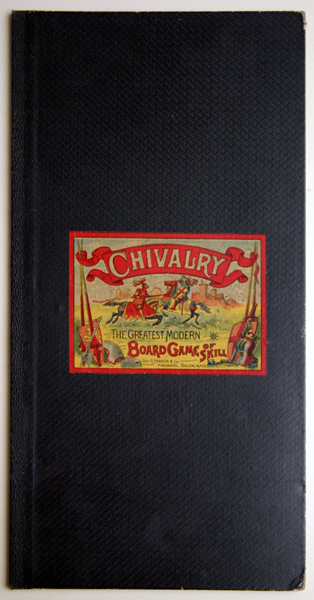 CHIVALRY
THE GREATEST MODERN
BOARD GAME OF SKILL
GEO. S. PARKER & CO.
SALEM, MASS.